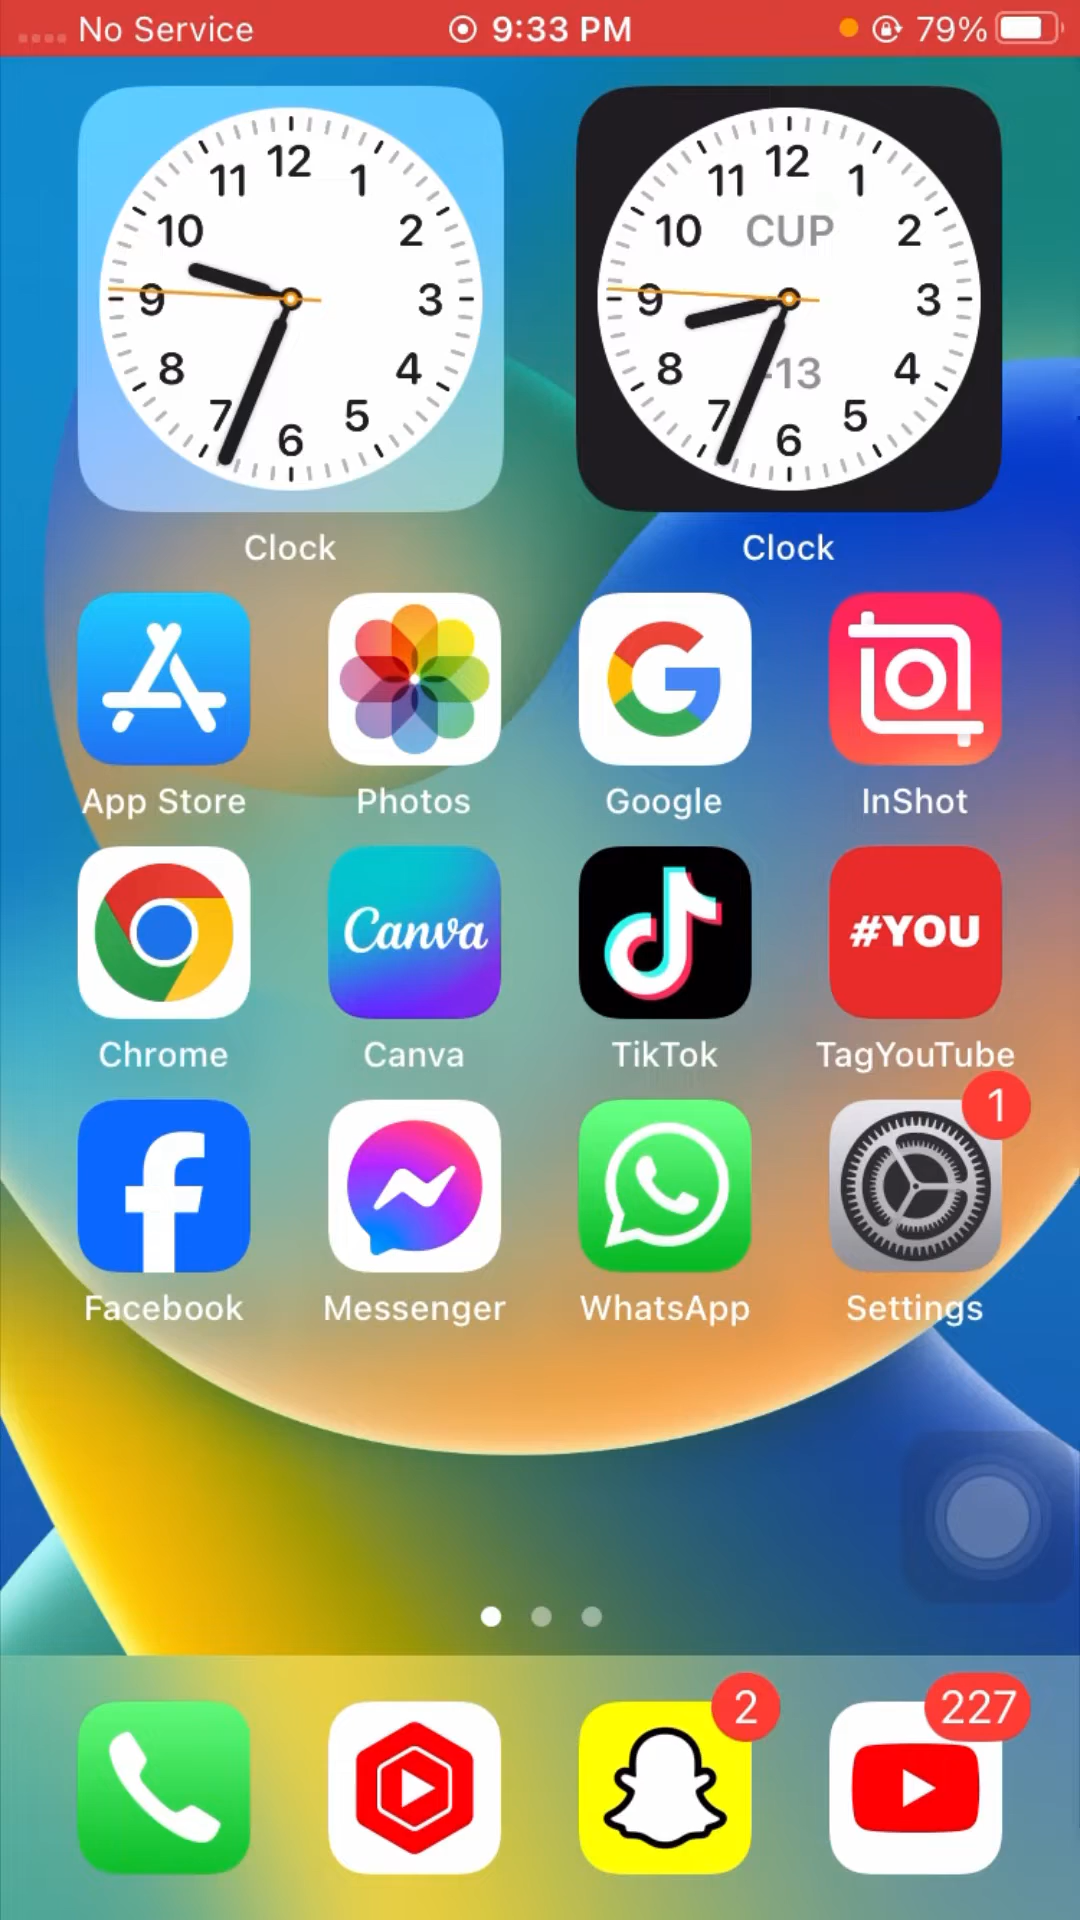 No Service 9:33 PM 79%
12 12
11 1 11 1
10 2 10 CUP 2
9 3 9 3
8 4 8 -13 4
7 5 7 5
6 6
Clock Clock
App Store Photos Google InShot
Canva #YOU
Chrome Canva TikTok TagYouTube
1
Facebook Messenger WhatsApp Settings
2 227